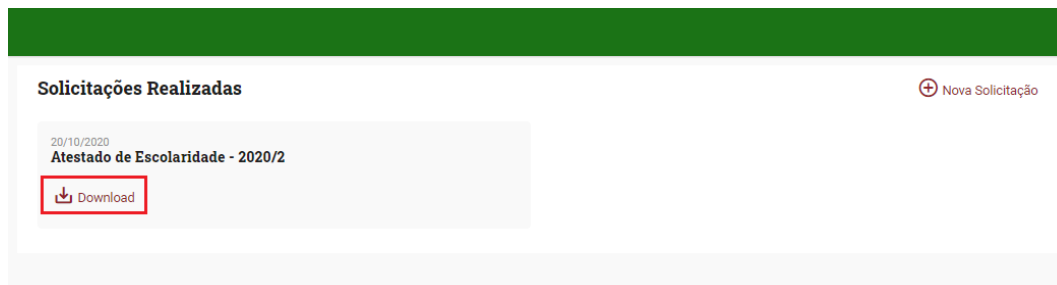 Solicitações Realizadas
Nova Solicitação
20/10/2020
Atestado de Escolaridade - 2020/2
Download